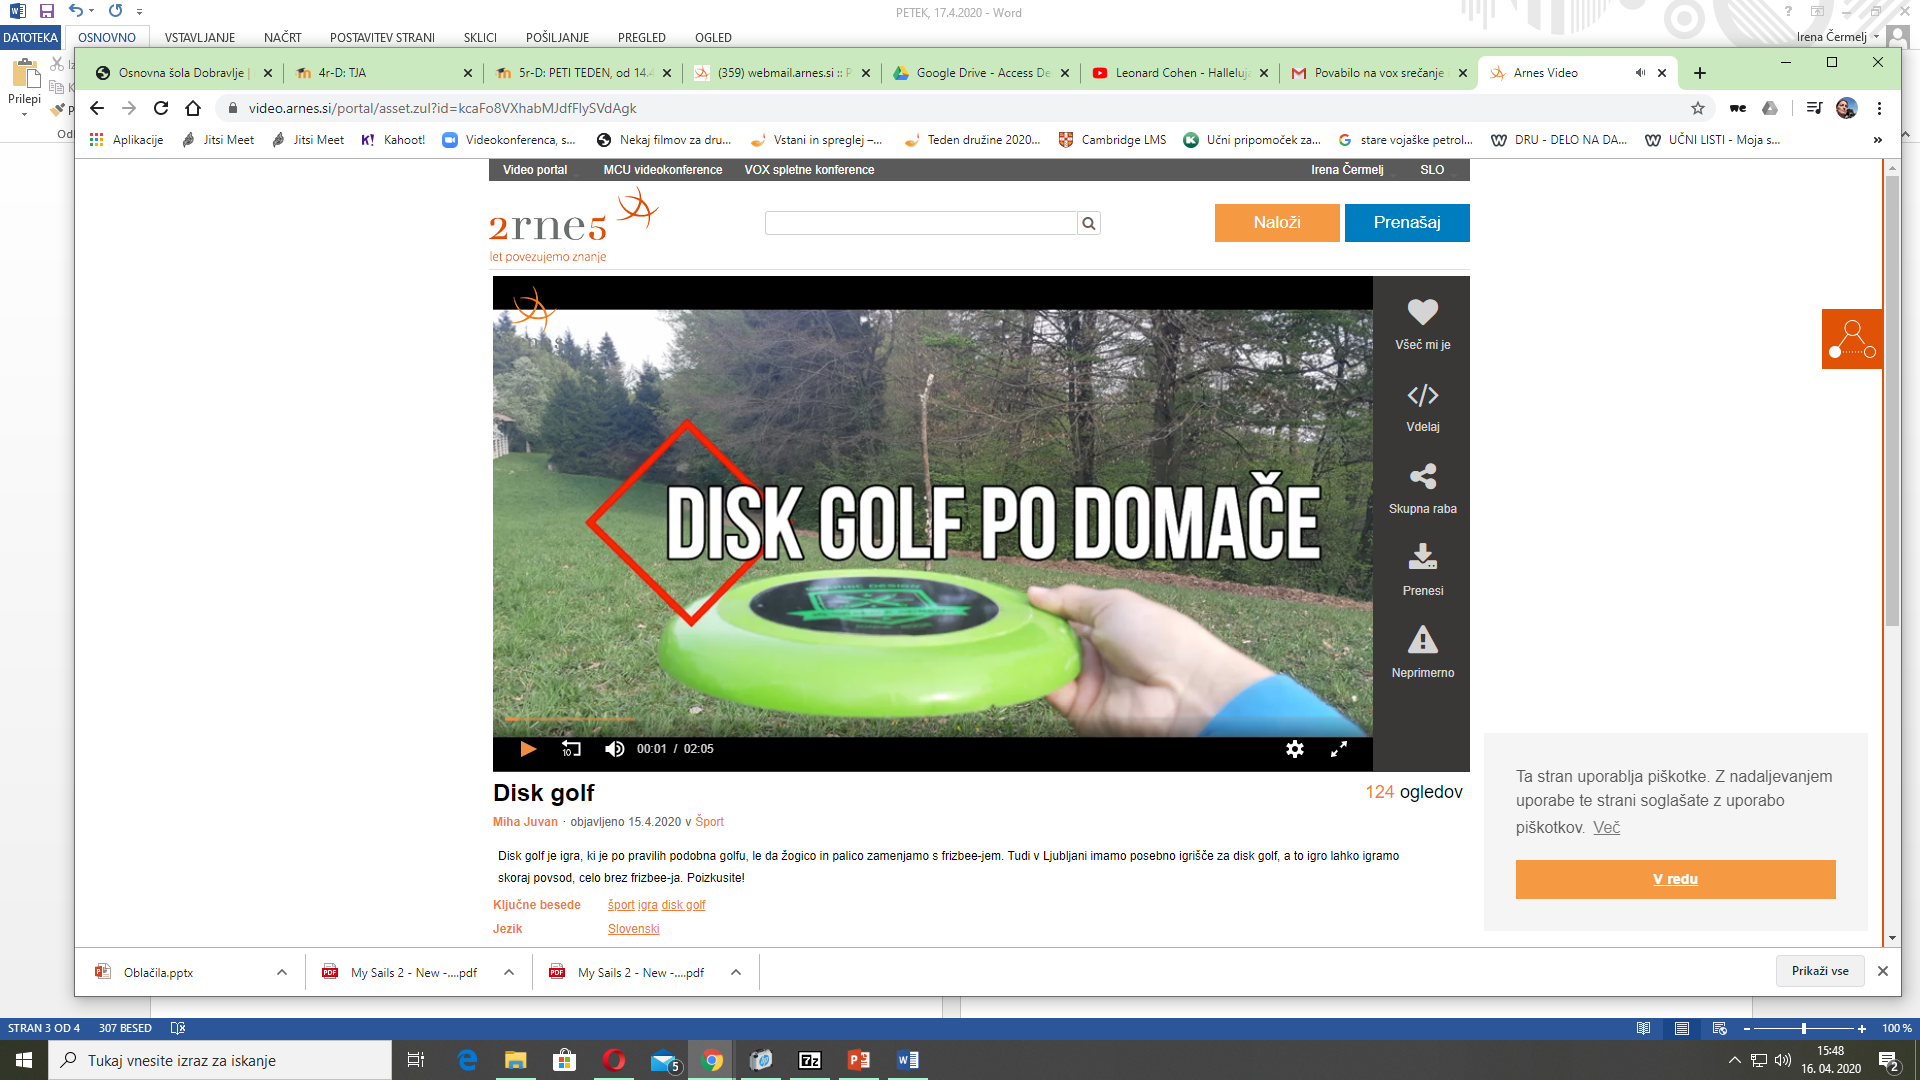 PETEK, 17.4.2020 - Word
DATOTEKA OSNOVNO VSTAVLJANJE NAČRT POSTAVITEV STRANI SKLICI POŠILJANJE PREGLED OGLED Irena Čermelj
Prilepi
Osnovna šola Dobravlje | 4r-D: TJA 5r-D: PETI TEDEN, od 14.4 (359) webmail.arnes.si :: P Google Drive - Access De Leonard Cohen - Halleluja Povabilo na vox srečanje Arnes Video
video.arnes.si/portal/asset.zul?id=kcaFo8VXhabMJdfFlySVdAgk
Aplikacije Jitsi Meet Jitsi Meet Kahoot! Videokonferenca, s... Nekaj filmov za dru... Vstani in spreglej –... Teden družine 2020... Cambridge LMS Učni pripomoček za... stare vojaške petrol... DRU - DELO NA DA... UČNI LISTI - Moja s... »
Video portal MCU videokonference VOX spletne konference Irena Čermelj SLO
2rne5
let povezujemo znanje
Naloži Prenašaj
Všeč mi je
Vdelaj
Skupna raba
Prenesi
Neprimerno
DISK GOLF PO DOMAČE
10 00:01 / 02:05
Disk golf 124 ogledov
Miha Juvan · objavljeno 15.4.2020 v Šport
Disk golf je igra, ki je po pravilih podobna golfu, le da žogico in palico zamenjamo s frizbee-jem. Tudi v Ljubljani imamo posebno igrišče za disk golf, a to igro lahko igramo
skoraj povsod, celo brez frizbee-ja. Poizkusite!
Ključne besede šport igra disk golf
Jezik Slovenski
Ta stran uporablja piškotke. Z nadaljevanjem
uporabe te strani soglašate z uporabo
piškotkov. Več
V redu
Oblačila.pptx My Sails 2 - New -....pdf My Sails 2 - New -....pdf Prikaži vse
STRAN 3 OD 4 307 BESED 100 %
Tukaj vnesite izraz za iskanje 5 15:48
16. 04. 2020 2